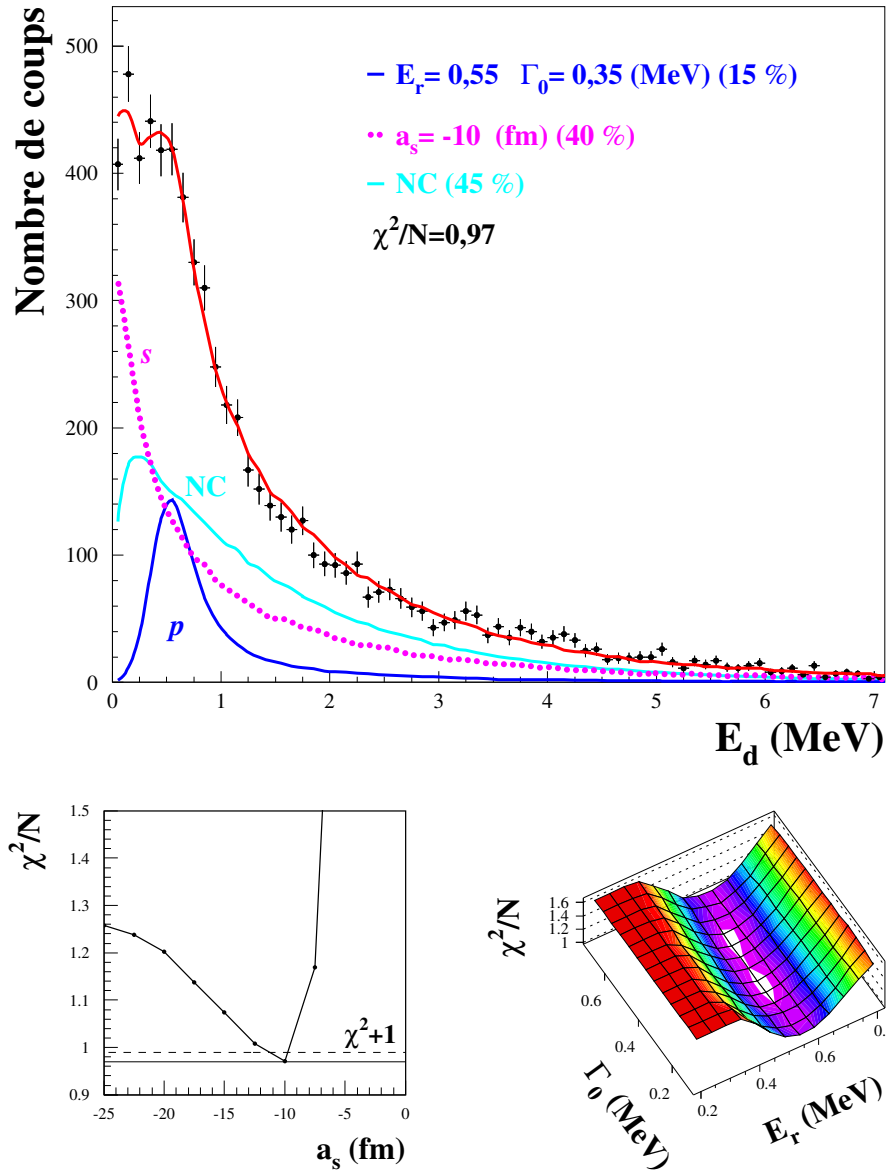 Nombre de coups
500
400
300
200
100
0
E_r= 0,55 Γ_0= 0,35 (MeV) (15 %)
a_s= -10 (fm) (40 %)
NC (45 %)
χ²/N=0,97
s
NC
p
0 1 2 3 4 5 6 7
E_d (MeV)
χ²/N
1.5
1.4
1.3
1.2
1.1
1
0.9
χ²+1
-25 -20 -15 -10 -5 0
a_s (fm)
χ²/N
1.6
1.4
1.2
1
0.6
0.4
0.2
Γ_0 (MeV)
0.2 0.4 0.6
E_r (MeV)